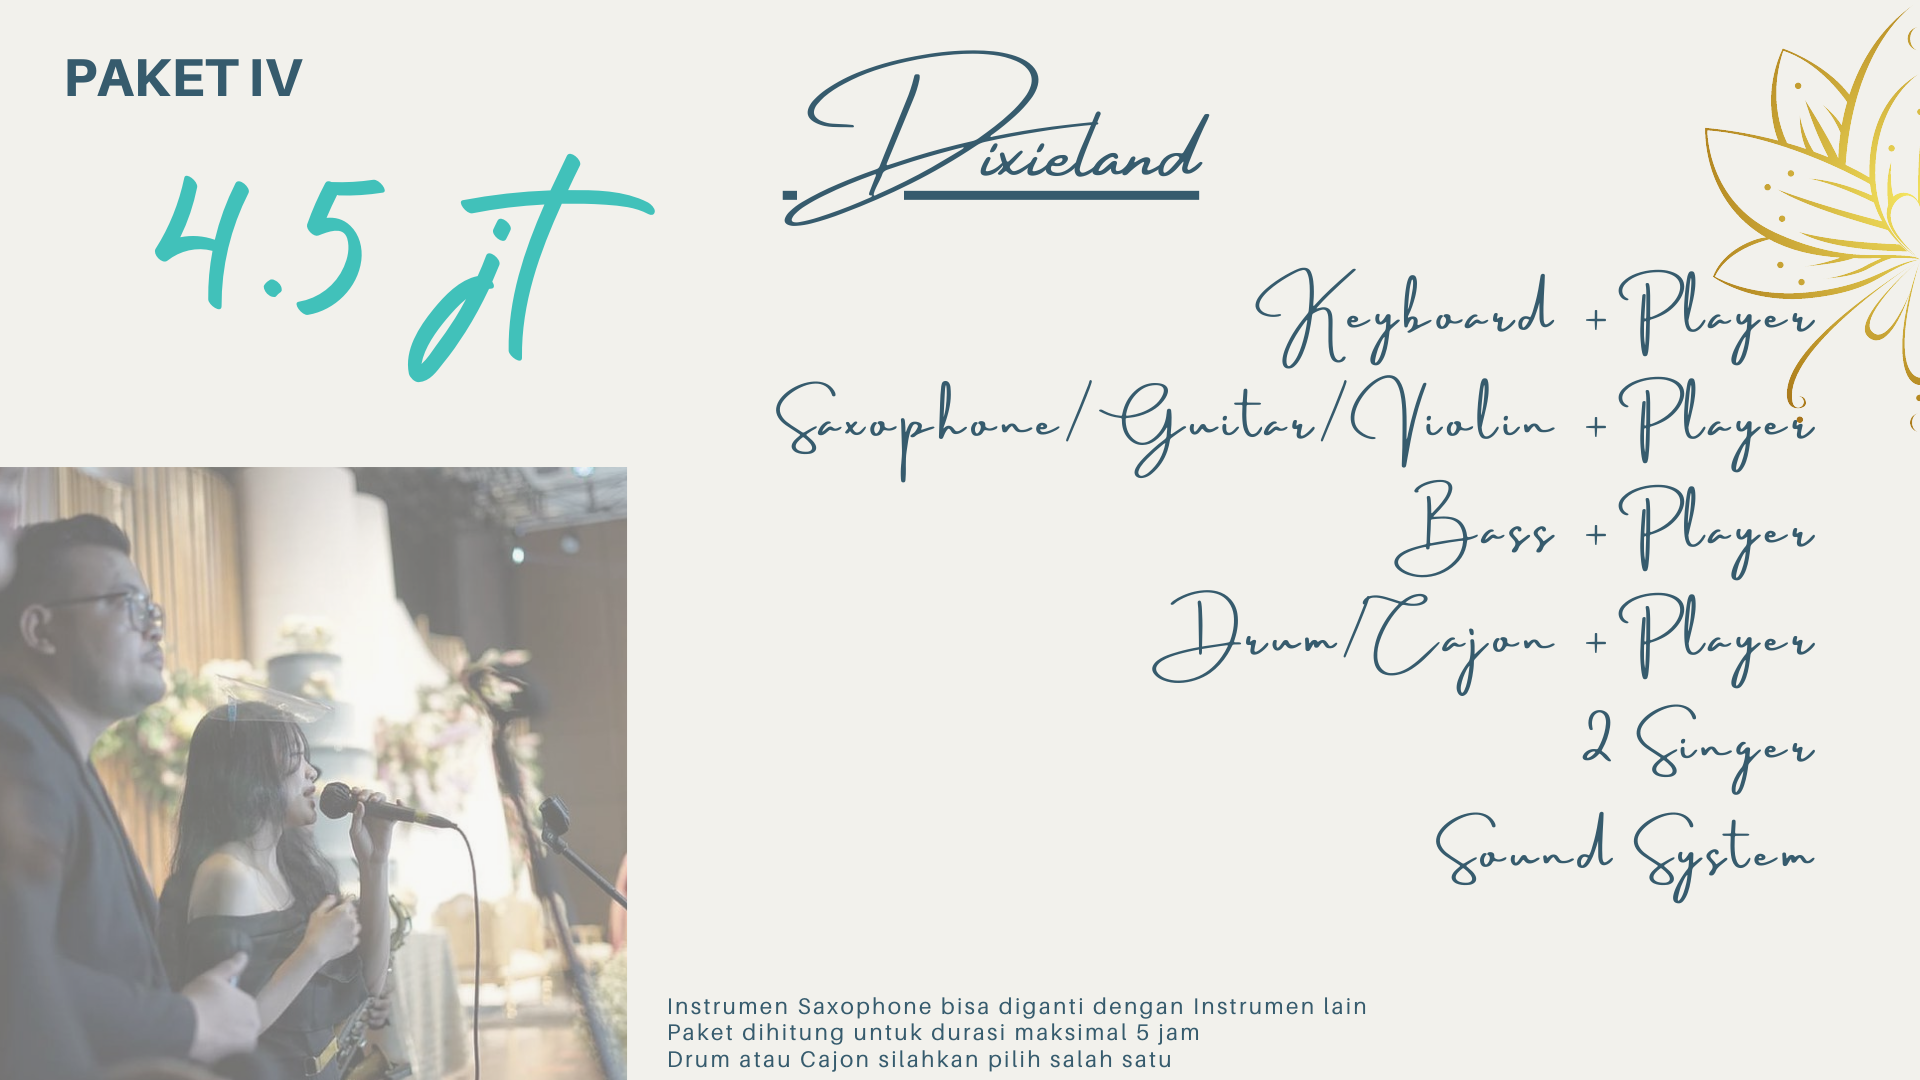 PAKET IV
4.5 jt
Dixieland
Keyboard + Player
Saxophone/Guitar/Violin + Player
Bass + Player
Drum/Cajon + Player
2 Singer
Sound System
Instrumen Saxophone bisa diganti dengan Instrumen lain
Paket dihitung untuk durasi maksimal 5 jam
Drum atau Cajon silahkan pilih salah satu